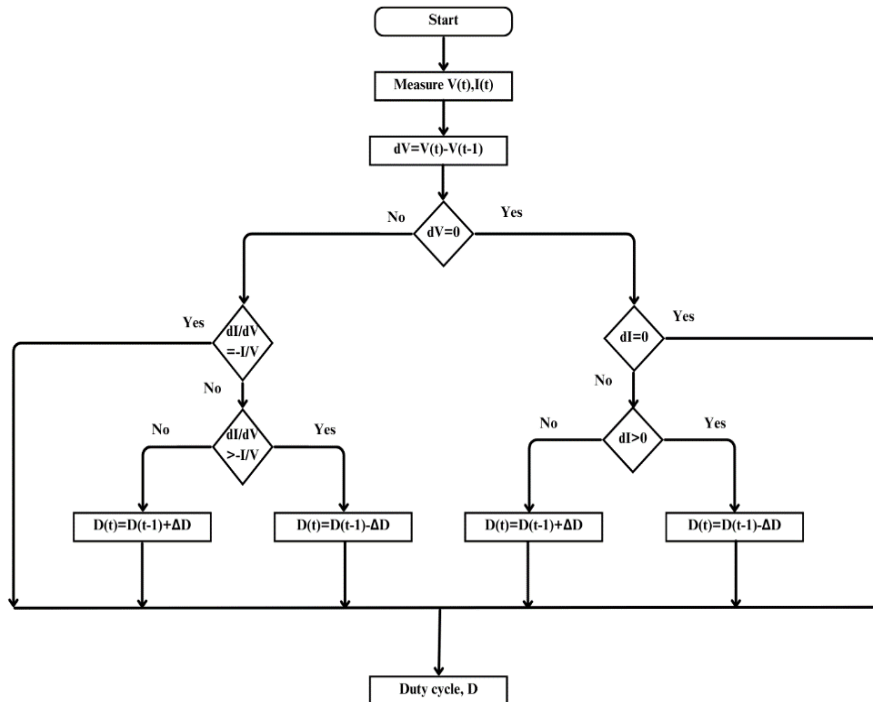 Start
Measure V(t),I(t)
dV=V(t)-V(t-1)
No
Yes
dV=0
Yes
dI/dV
=-I/V
dI=0
Yes
No
No
No
dI/dV
>-I/V
Yes
No
dI>0
Yes
D(t)=D(t-1)+ΔD
D(t)=D(t-1)-ΔD
D(t)=D(t-1)+ΔD
D(t)=D(t-1)-ΔD
Duty cycle, D